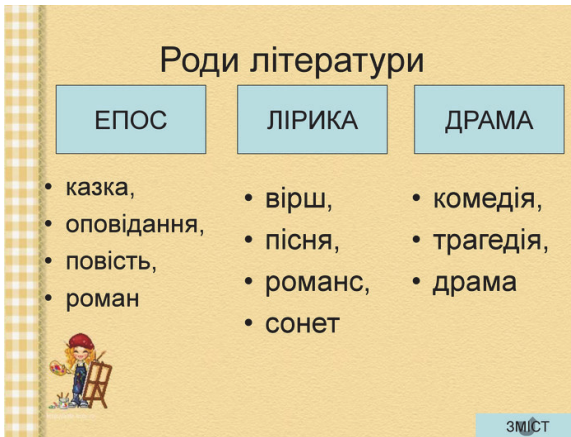 Роди літератури
ЕПОС
ЛІРИКА
ДРАМА
• казка,
• оповідання,
• повість,
• роман
• вірш,
• пісня,
• романс,
• сонет
• комедія,
• трагедія,
• драма
ЗМІСТ